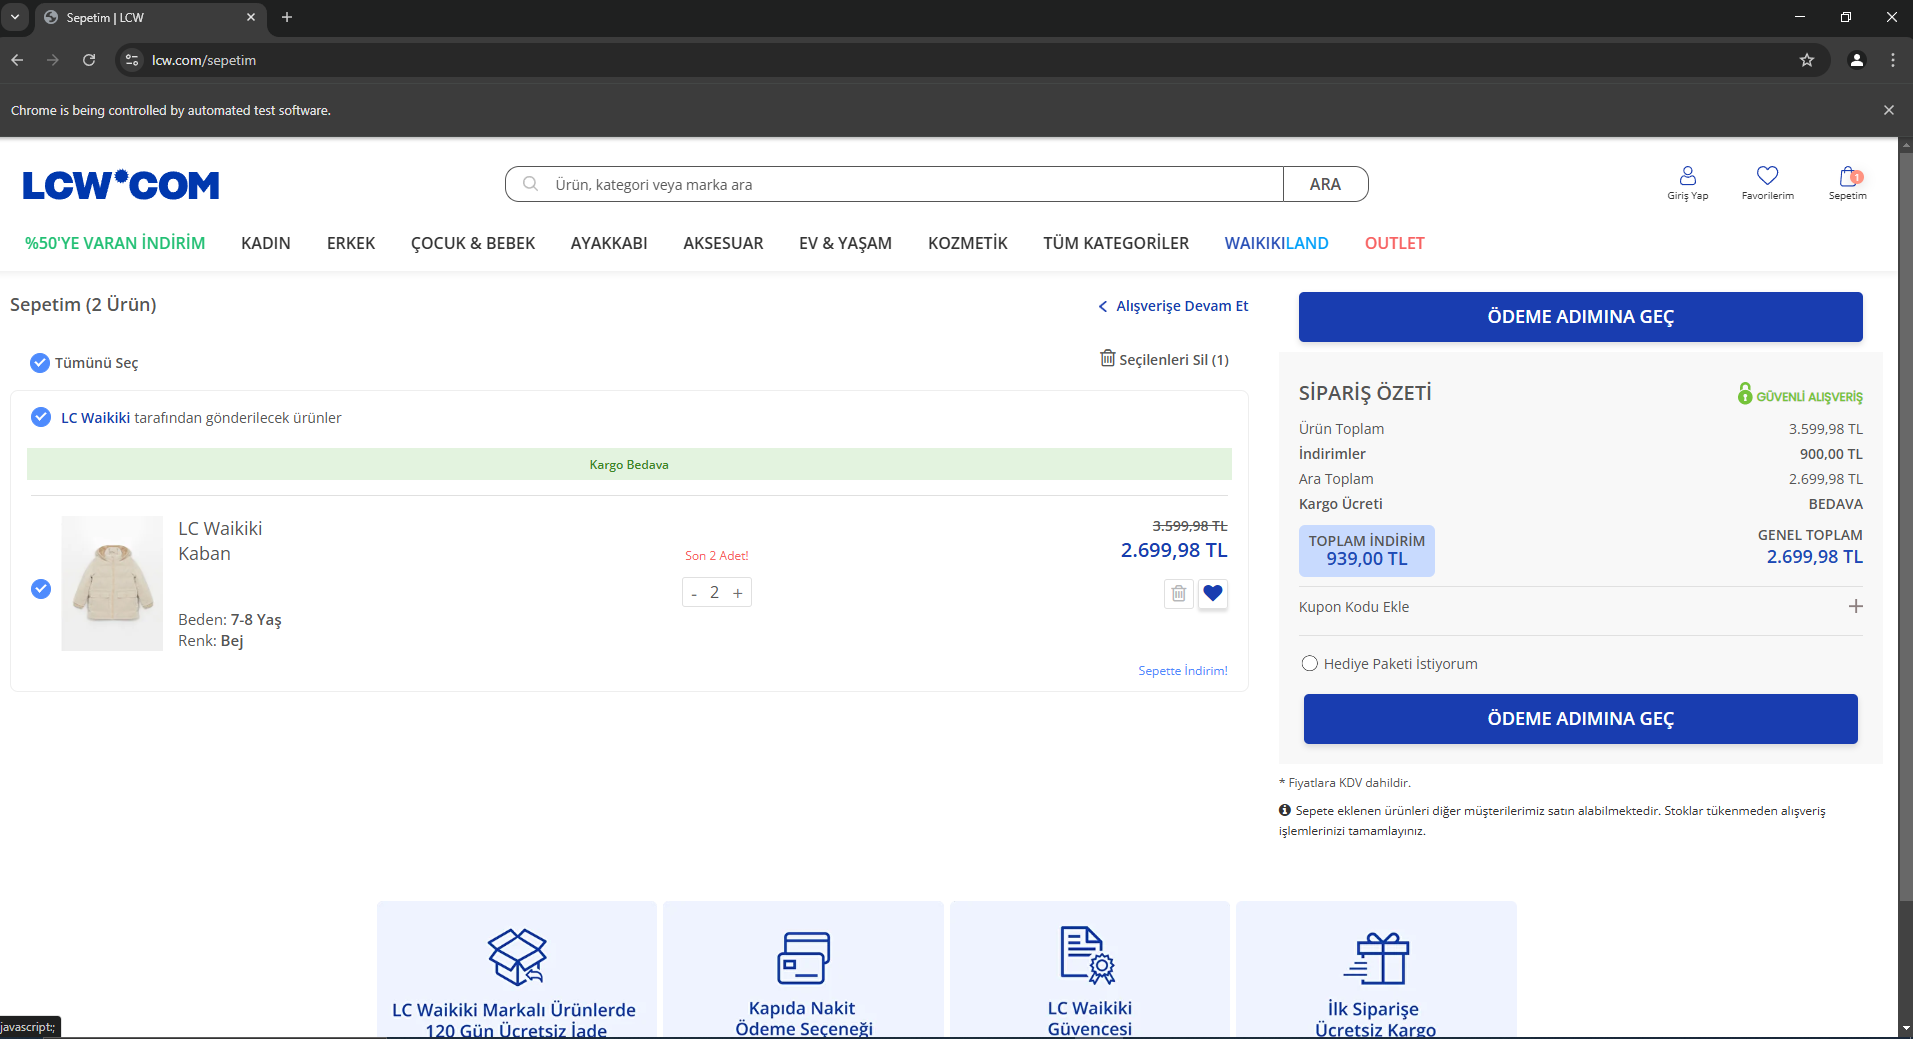 Sepetim | LCW
lcw.com/sepetim
Chrome is being controlled by automated test software.
LCW COM
Ürün, kategori veya marka ara
ARA
Giriş Yap
Favorilerim
1
Sepetim
%50'YE VARAN İNDİRİM KADIN ERKEK ÇOCUK & BEBEK AYAKKABI AKSESUAR EV & YAŞAM KOZMETİK TÜM KATEGORİLER WAIKIKILAND OUTLET
Sepetim (2 Ürün)
Alışverişe Devam Et
Tümünü Seç
Seçilenleri Sil (1)
LC Waikiki tarafından gönderilecek ürünler
Kargo Bedava
LC Waikiki
Kaban
Beden: 7-8 Yaş
Renk: Bej
Son 2 Adet!
- 2 +
3.599,98 TL
2.699,98 TL
Sepette İndirim!
ÖDEME ADIMINA GEÇ
SİPARİŞ ÖZETİ
GÜVENLİ ALIŞVERİŞ
Ürün Toplam 3.599,98 TL
İndirimler 900,00 TL
Ara Toplam 2.699,98 TL
Kargo Ücreti BEDAVA
TOPLAM İNDİRİM
939,00 TL
GENEL TOPLAM
2.699,98 TL
Kupon Kodu Ekle +
Hediye Paketi İstiyorum
ÖDEME ADIMINA GEÇ
* Fiyatlara KDV dahildir.
Sepete eklenen ürünleri diğer müşterilerimiz satın alabilmektedir. Stoklar tükenmeden alışveriş
işlemlerinizi tamamlayınız.
LC Waikiki Markalı Ürünlerde
120 Gün Ücretsiz İade
Kapıda Nakit
Ödeme Seçeneği
LC Waikiki
Güvencesi
İlk Siparişe
Ücretsiz Kargo
javascript:;